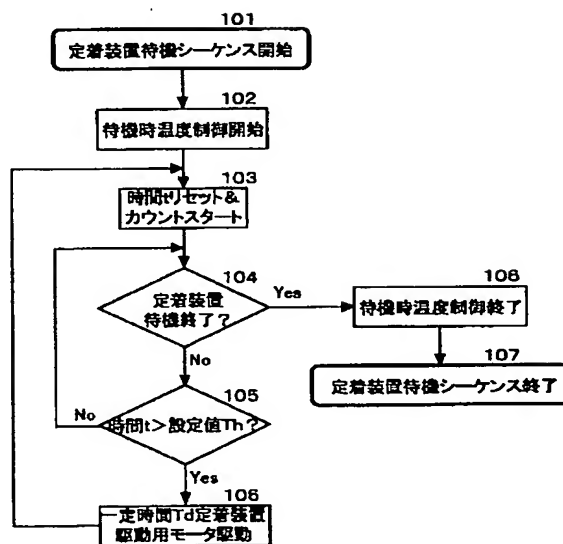 101
定着装置待機シーケンス開始
102
待機時温度制御開始
103
時間tリセット&
カウントスタート
104
定着装置
待機終了?
Yes
108
待機時温度制御終了
107
定着装置待機シーケンス終了
No
105
時間t>設定値Th?
No
Yes
106
一定時間Td定着装置
駆動用モータ駆動